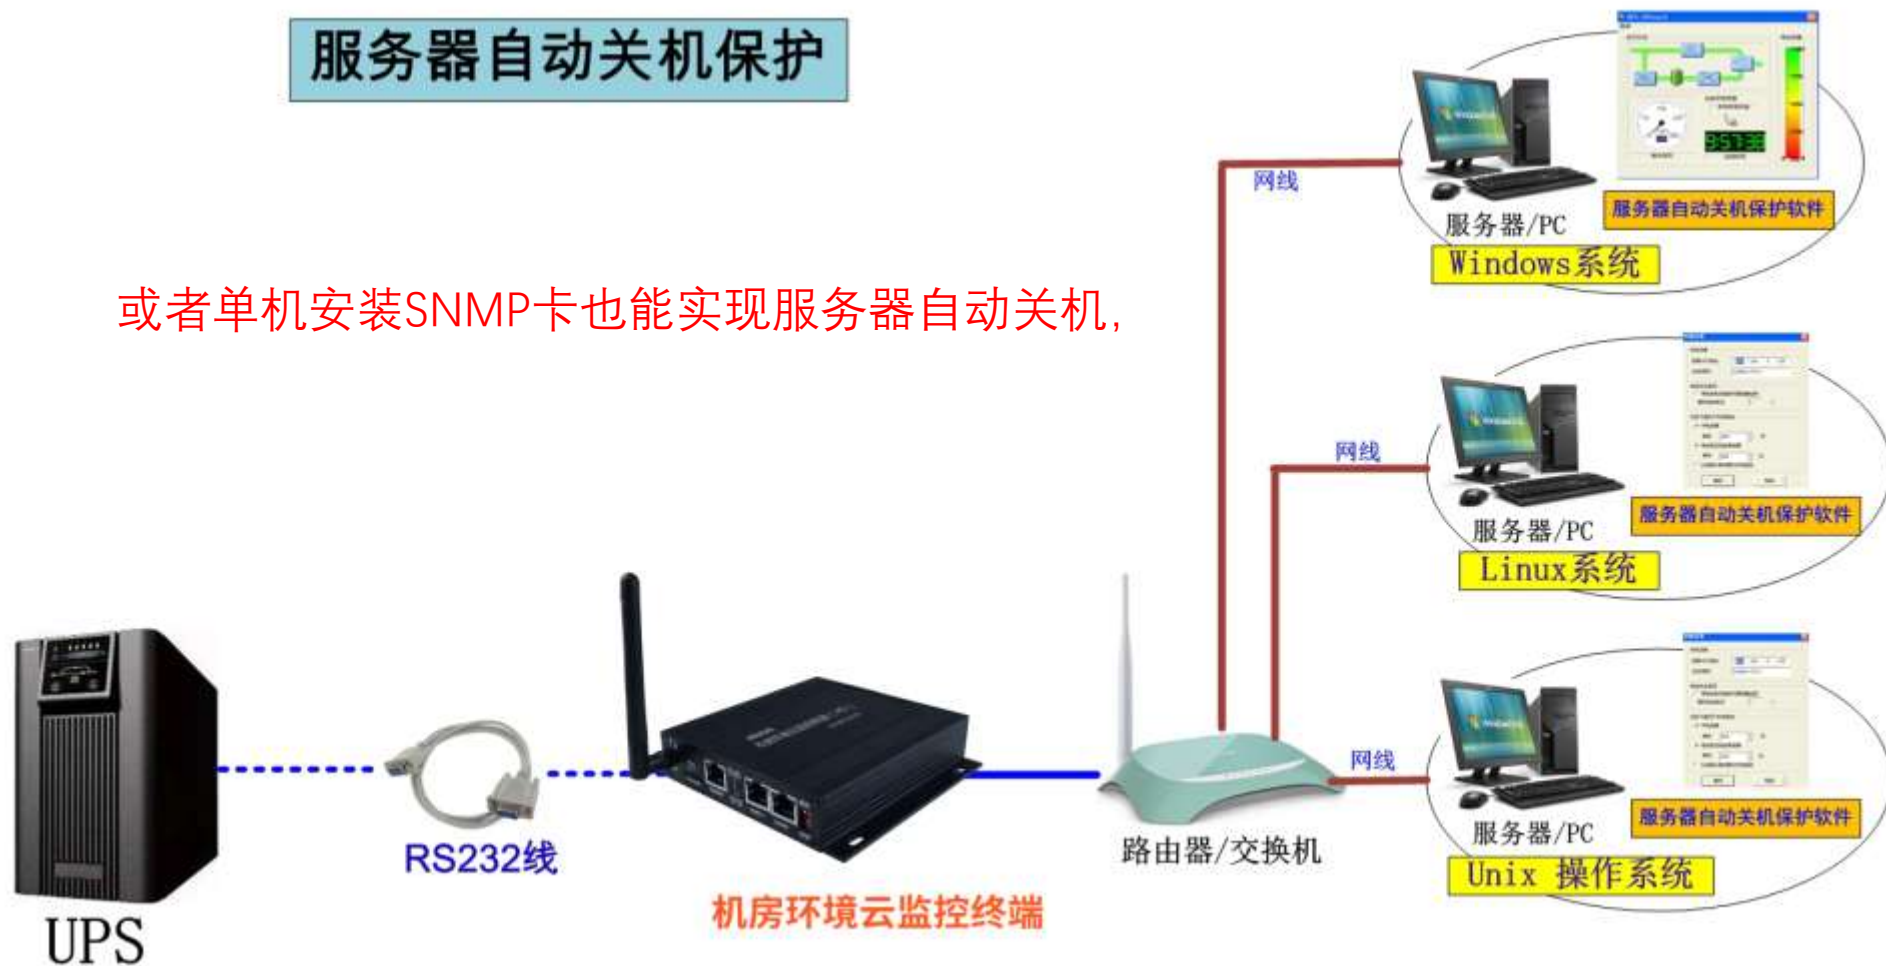 服务器自动关机保护
或者单机安装SNMP卡也能实现服务器自动关机,
网线
9:57:38
服务器/PC
服务器自动关机保护软件
Windows系统
网线
服务器/PC
服务器自动关机保护软件
Linux系统
网线
服务器/PC
服务器自动关机保护软件
Unix 操作系统
RS232线
路由器/交换机
机房环境云监控终端
UPS